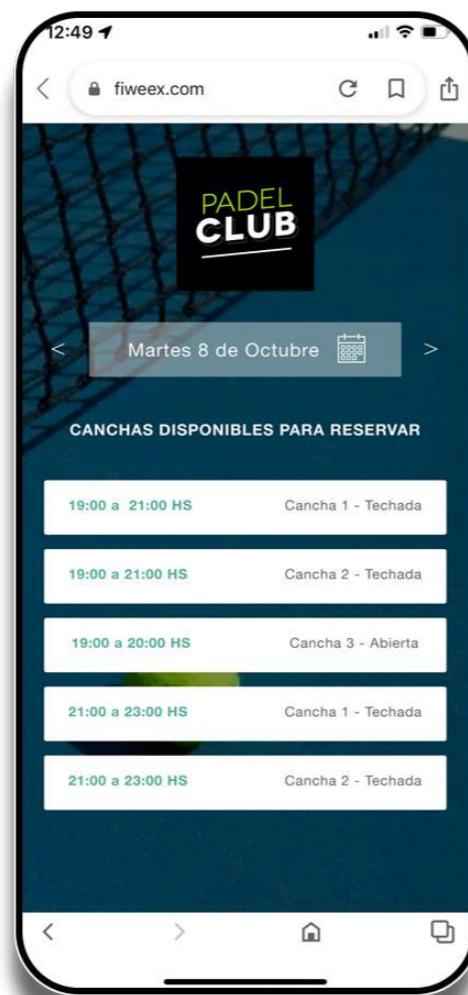 12:49
fiweex.com
PADEL
CLUB
< Martes 8 de Octubre >
CANCHAS DISPONIBLES PARA RESERVAR
19:00 a 21:00 HS Cancha 1 - Techada
19:00 a 21:00 HS Cancha 2 - Techada
19:00 a 20:00 HS Cancha 3 - Abierta
21:00 a 23:00 HS Cancha 1 - Techada
21:00 a 23:00 HS Cancha 2 - Techada